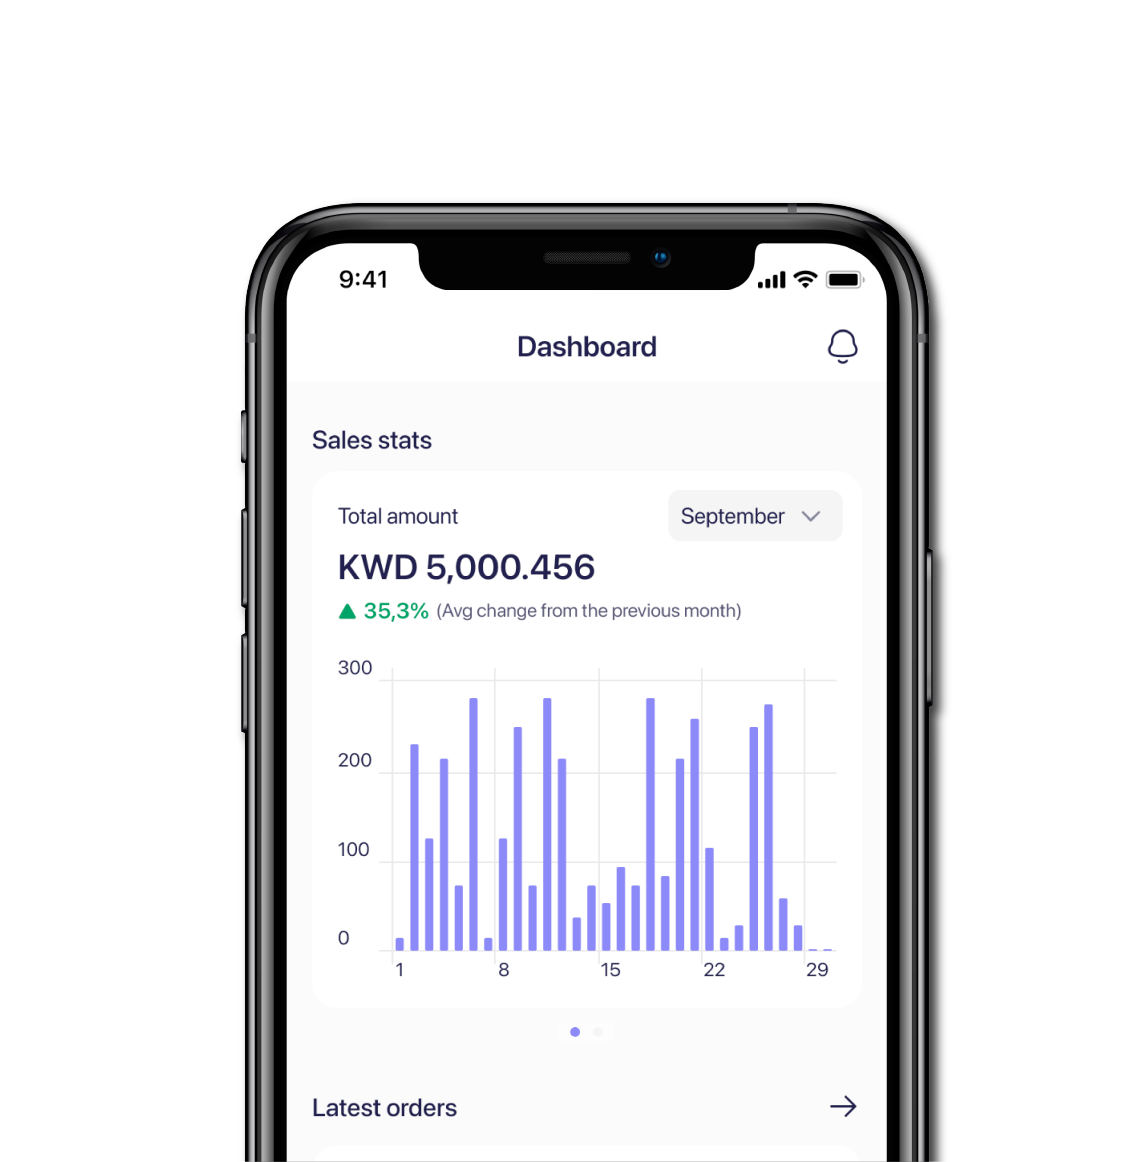 9:41
Dashboard
Sales stats
Total amount
September
KWD 5,000.456
35,3% (Avg change from the previous month)
300
200
100
0
1 8 15 22 29
Latest orders